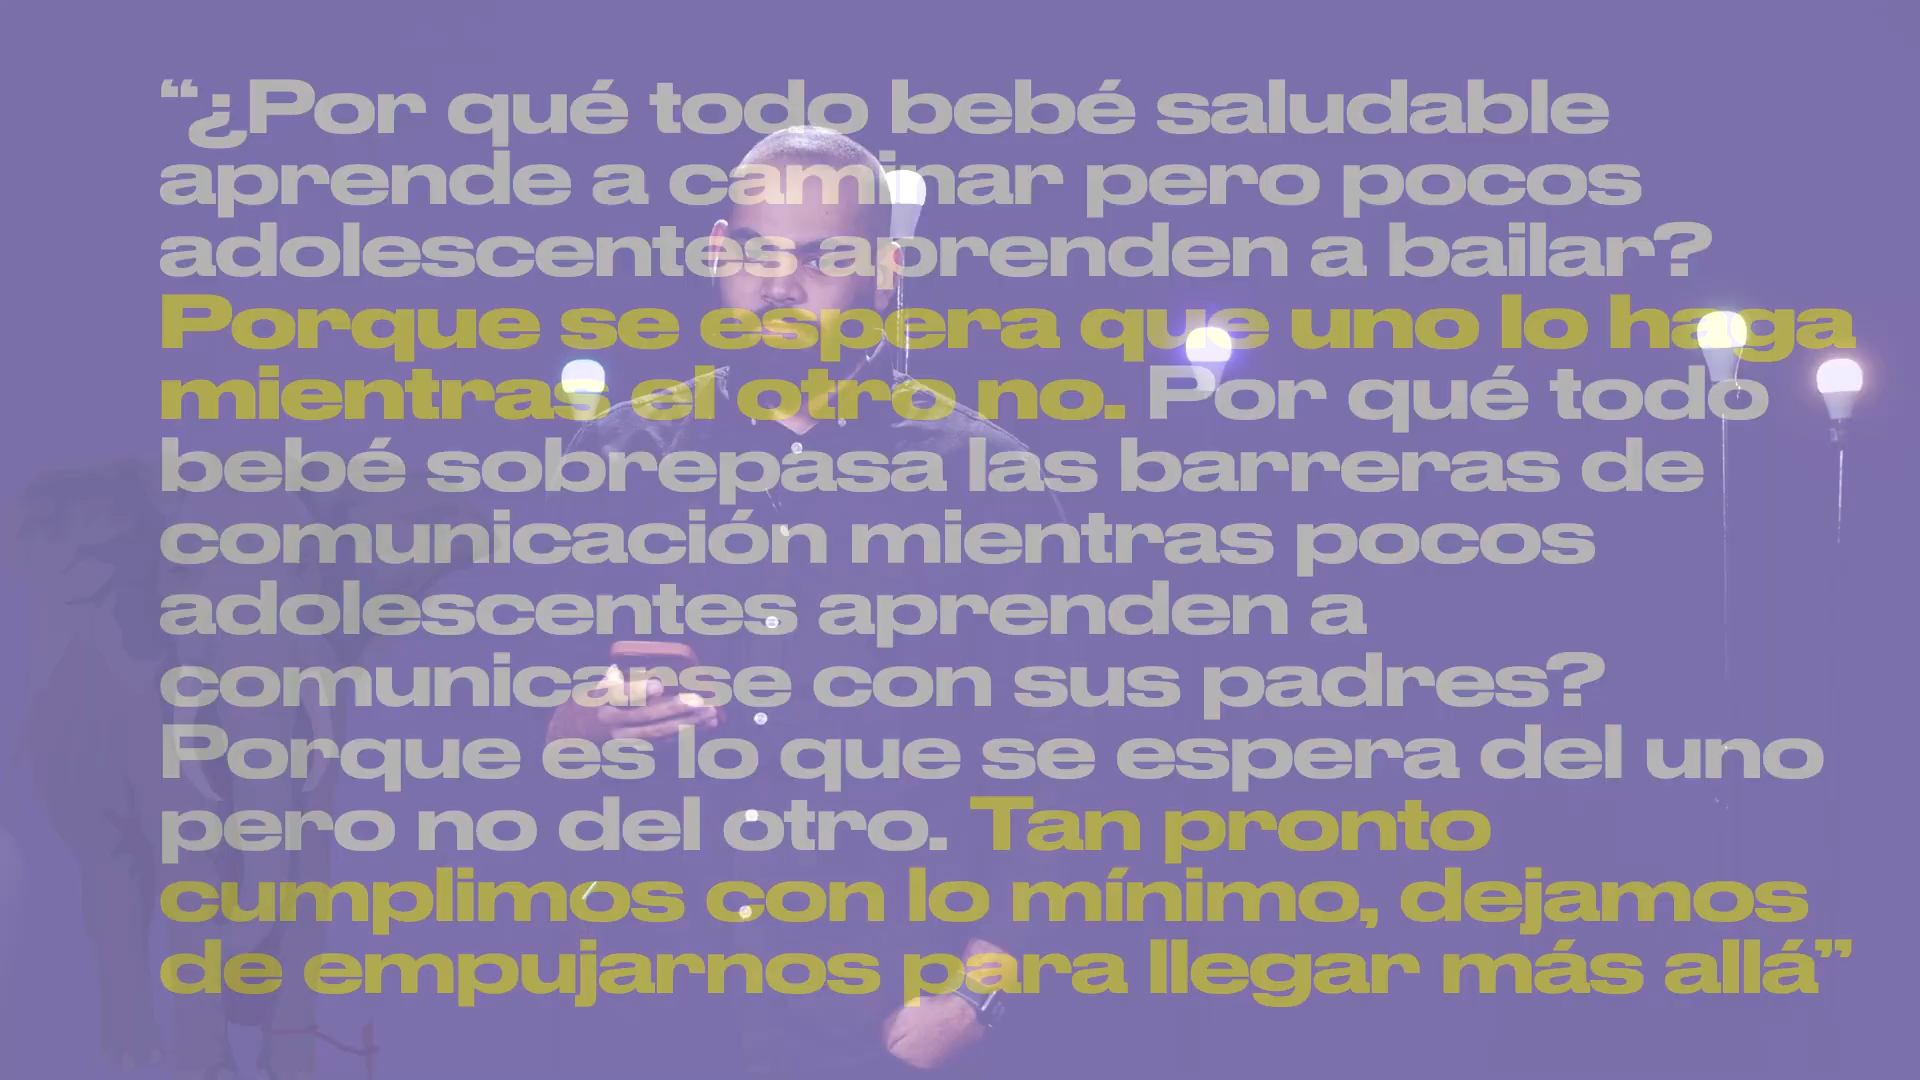 “¿Por qué todo bebé saludable
aprende a caminar pero pocos
adolescentes aprenden a bailar?
Porque se espera que uno lo haga
mientras el otro no. Por qué todo
bebé sobrepasa las barreras de
comunicación mientras pocos
adolescentes aprenden a
comunicarse con sus padres?
Porque es lo que se espera del uno
pero no del otro. Tan pronto
cumplimos con lo mínimo, dejamos
de empujarnos para llegar más allá”